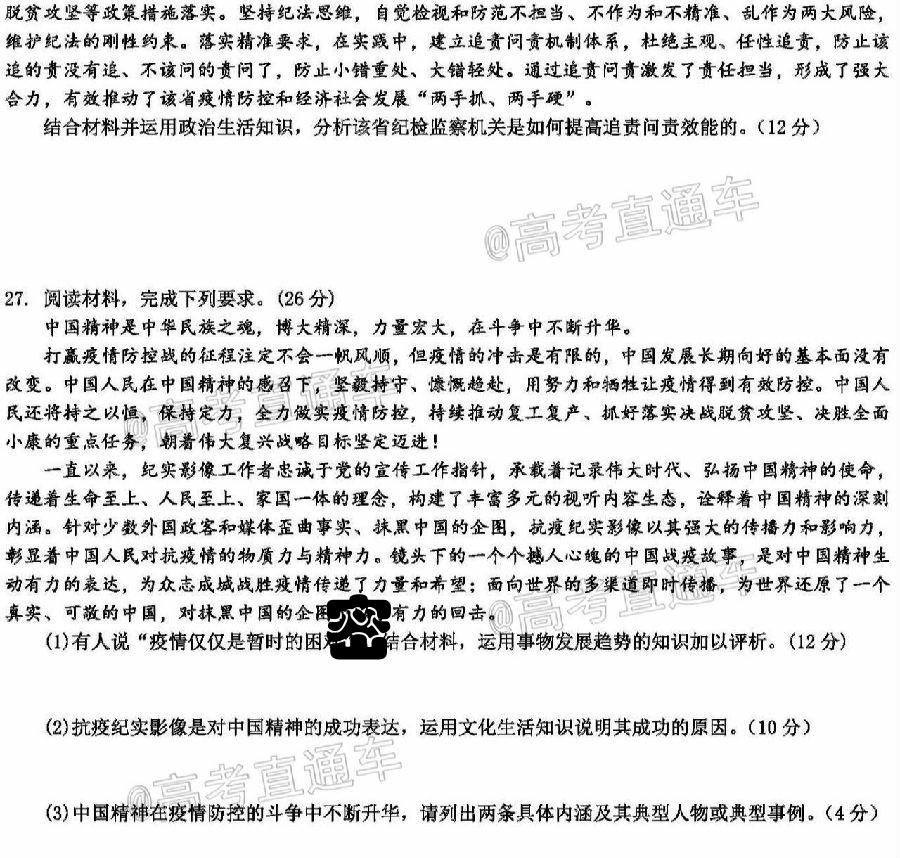 脱贫攻坚等政策措施落实。坚持纪法思维，自觉检视和防范不担当、不作为和不精准、乱作为两大风险，
维护纪法的刚性约束。落实精准要求，在实践中，建立追责问责机制体系，杜绝主观、任性追责，防止该
追的责没有追、不该问的责问了，防止小错重处、大错轻处。通过追责问责激发了责任担当，形成了强大
合力，有效推动了该省疫情防控和经济社会发展“两手抓、两手硬”。
结合材料并运用政治生活知识，分析该省纪检监察机关是如何提高追责问责效能的。（12分）
@高考直通车
27. 阅读材料，完成下列要求。(26分)
中国精神是中华民族之魂，博大精深，力量宏大，在斗争中不断升华。
打赢疫情防控战的征程注定不会一帆风顺，但疫情的冲击是有限的，中国发展长期向好的基本面没有
改变。中国人民在中国精神的感召下，坚毅持守、慷慨趋赴，用努力和牺牲让疫情得到有效防控。中国人
民还将持之以恒、保持定力，全力做实疫情防控，持续推动复工复产、抓好落实决战脱贫攻坚、决胜全面
小康的重点任务，朝着伟大复兴战略目标坚定迈进！
@高考直通车
一直以来，纪实影像工作者忠诚于党的宣传工作指针，承载着记录伟大时代、弘扬中国精神的使命，
传递着生命至上、人民至上、家国一体的理念，构建了丰富多元的视听内容生态，诠释着中国精神的深刻
内涵。针对少数外国政客和媒体歪曲事实、抹黑中国的企图，抗疫纪实影像以其强大的传播力和影响力，
彰显着中国人民对抗疫情的物质力与精神力。镜头下的一个个撼人心魄的中国战疫故事，是对中国精神生
动有力的表达，为众志成城战胜疫情传递了力量和希望；面向世界的多渠道即时传播，为世界还原了一个
真实、可敬的中国，对抹黑中国的企 有力的回击。
@高考直通车
(1)有人说“疫情仅仅是暂时的困 结合材料，运用事物发展趋势的知识加以评析。（12分）
(2)抗疫纪实影像是对中国精神的成功表达，运用文化生活知识说明其成功的原因。（10分）
@高考直通车
(3)中国精神在疫情防控的斗争中不断升华，请列出两条具体内涵及其典型人物或典型事例。（4分）